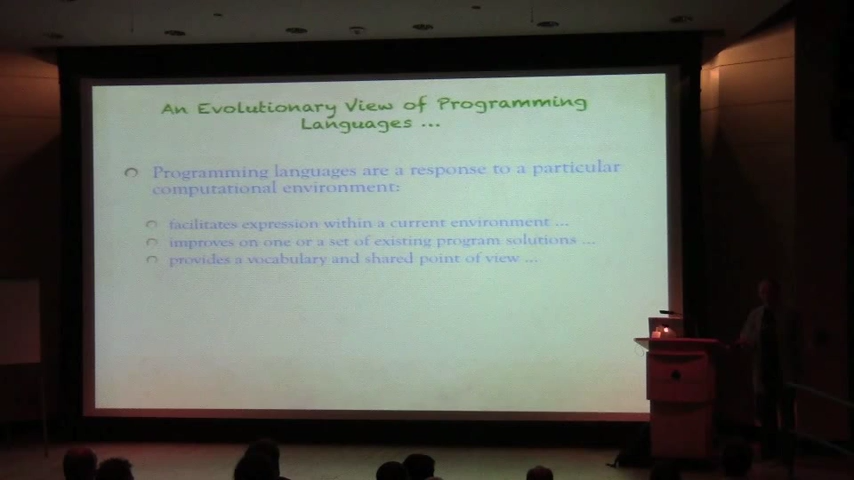 An Evolutionary View of Programming
Languages ...
Programming languages are a response to a particular
computational environment:
facilitates expression within a current environment ...
improves on one or a set of existing program solutions ...
provides a vocabulary and shared point of view ...